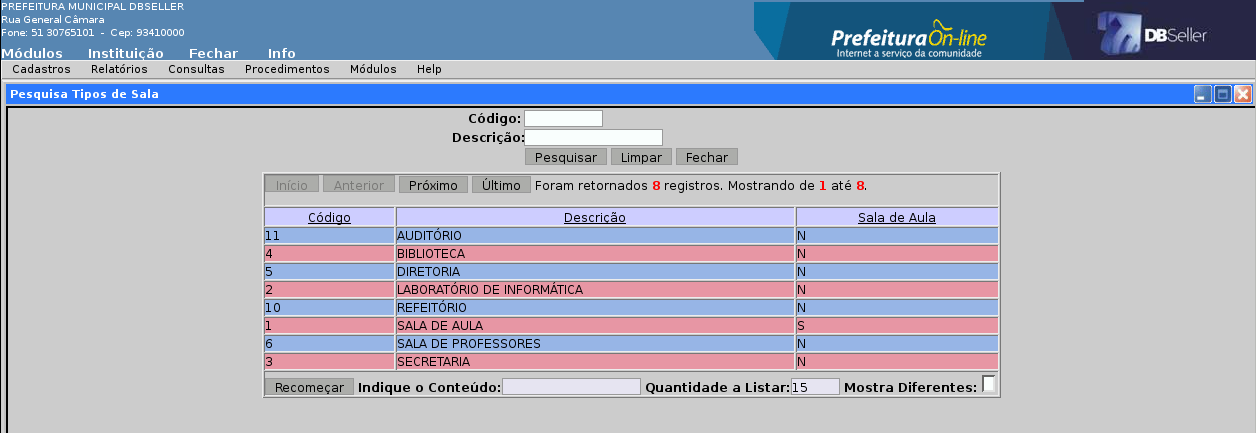 PREFEITURA MUNICIPAL DBSELLER
Rua General Câmara
Fone: 51 30765101 - Cep: 93410000
PrefeituraOn-line
Internet a serviço da comunidade
DBSeller
Módulos Instituição Fechar Info
Cadastros Relatórios Consultas Procedimentos Módulos Help
Pesquisa Tipos de Sala
Código:
Descrição:
Pesquisar Limpar Fechar
Início Anterior Próximo Último Foram retornados 8 registros. Mostrando de 1 até 8.
Código Descrição Sala de Aula
11 AUDITÓRIO N
4 BIBLIOTECA N
5 DIRETORIA N
2 LABORATÓRIO DE INFORMÁTICA N
10 REFEITÓRIO N
1 SALA DE AULA S
6 SALA DE PROFESSORES N
3 SECRETARIA N
Recomeçar Indique o Conteúdo: Quantidade a Listar: 15 Mostra Diferentes: